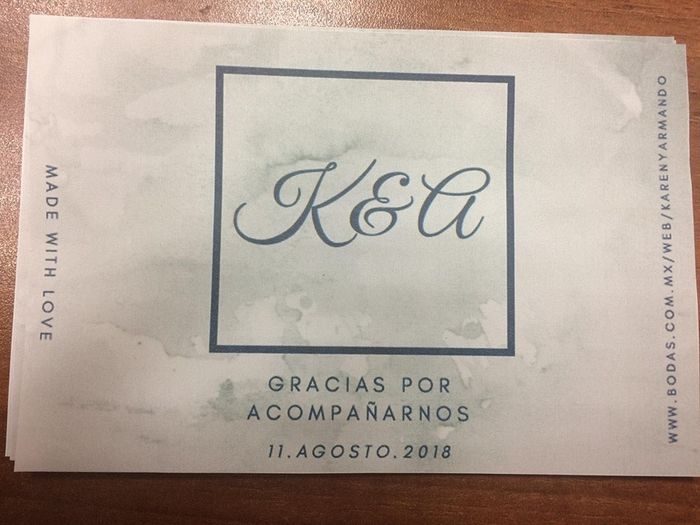 MADE WITH LOVE
K&A
GRACIAS POR
ACOMPAÑARNOS
11.AGOSTO.2018
WWW.BODAS.COM.MX/WEB/KARENYARMANDO